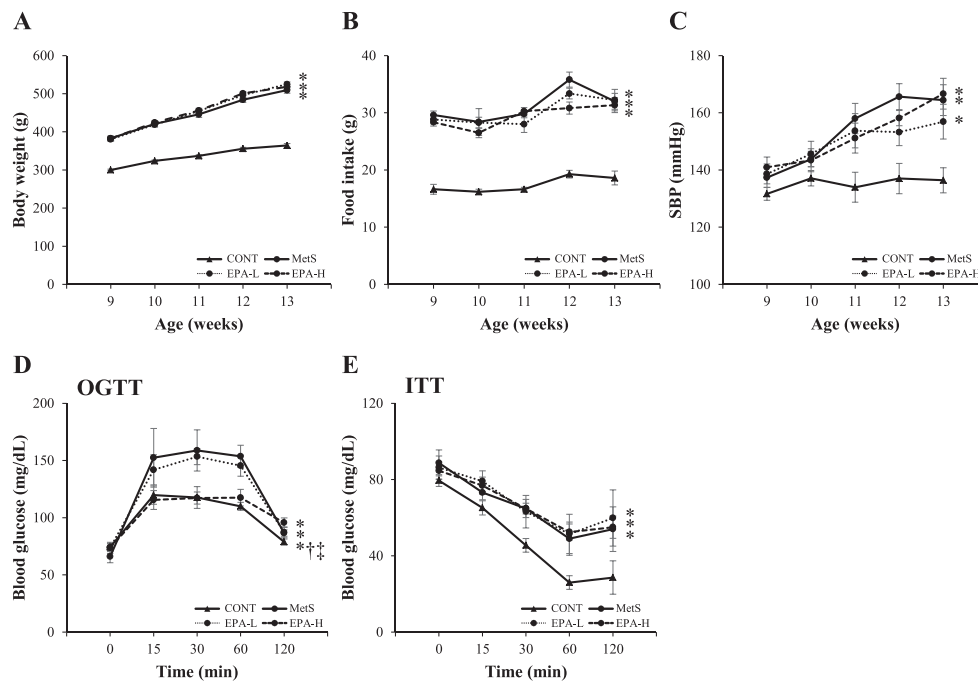 A
B
C
600
500
400
300
200
100
0
Body weight (g)
*
*
*
CONT MetS
EPA-L EPA-H
9 10 11 12 13
Age (weeks)
40
30
20
10
0
Food intake (g)
*
*
*
CONT MetS
EPA-L EPA-H
9 10 11 12 13
Age (weeks)
180
160
140
120
100
SBP (mmHg)
*
*
*
CONT MetS
EPA-L EPA-H
9 10 11 12 13
Age (weeks)
D
OGTT
200
150
100
50
0
Blood glucose (mg/dL)
*
*
*†‡
‡
CONT MetS
EPA-L EPA-H
0 15 30 60 120
Time (min)
E
ITT
120
80
40
0
Blood glucose (mg/dL)
*
*
*
CONT MetS
EPA-L EPA-H
0 15 30 60 120
Time (min)